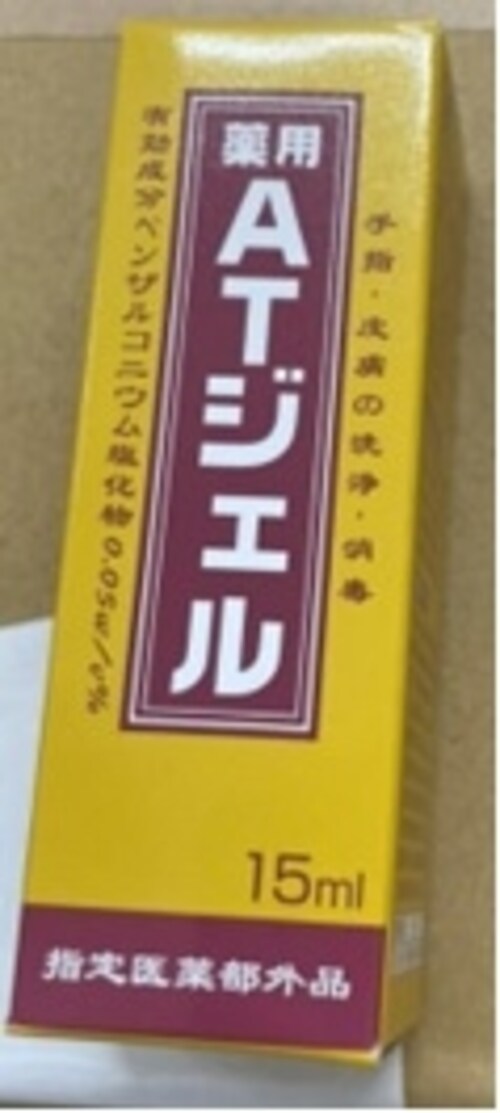 薬用
ATジェル
手指・皮膚の洗浄・消毒
有効成分ベンザルコニウム塩化物0.05w/v%
15ml
指定医薬部外品